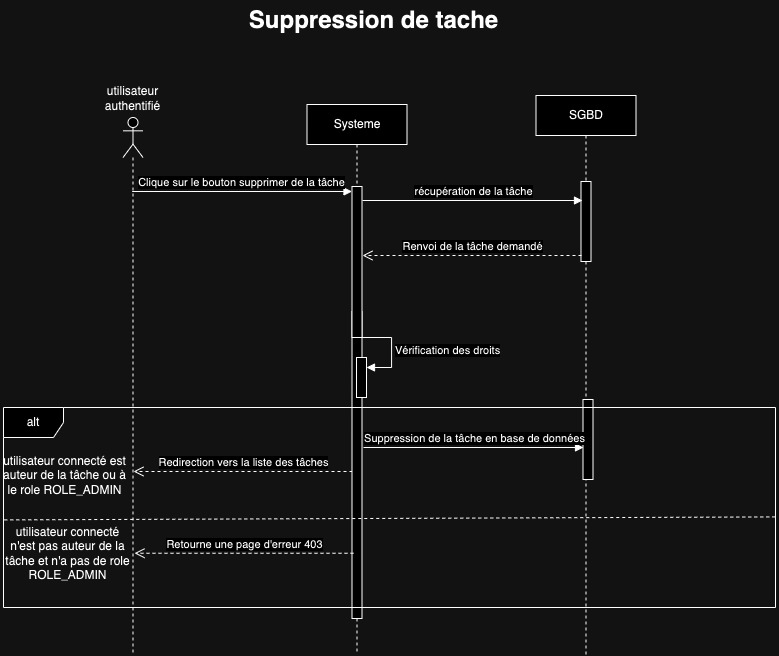 Suppression de tache
utilisateur
authentifié
Systeme
SGBD
Clique sur le bouton supprimer de la tâche
récupération de la tâche
Renvoi de la tâche demandé
Vérification des droits
alt
Suppression de la tâche en base de données
utilisateur connecté est
auteur de la tâche ou à
le role ROLE_ADMIN
Redirection vers la liste des tâches
utilisateur connecté
n'est pas auteur de la
tâche et n'a pas de role
ROLE_ADMIN
Retourne une page d'erreur 403